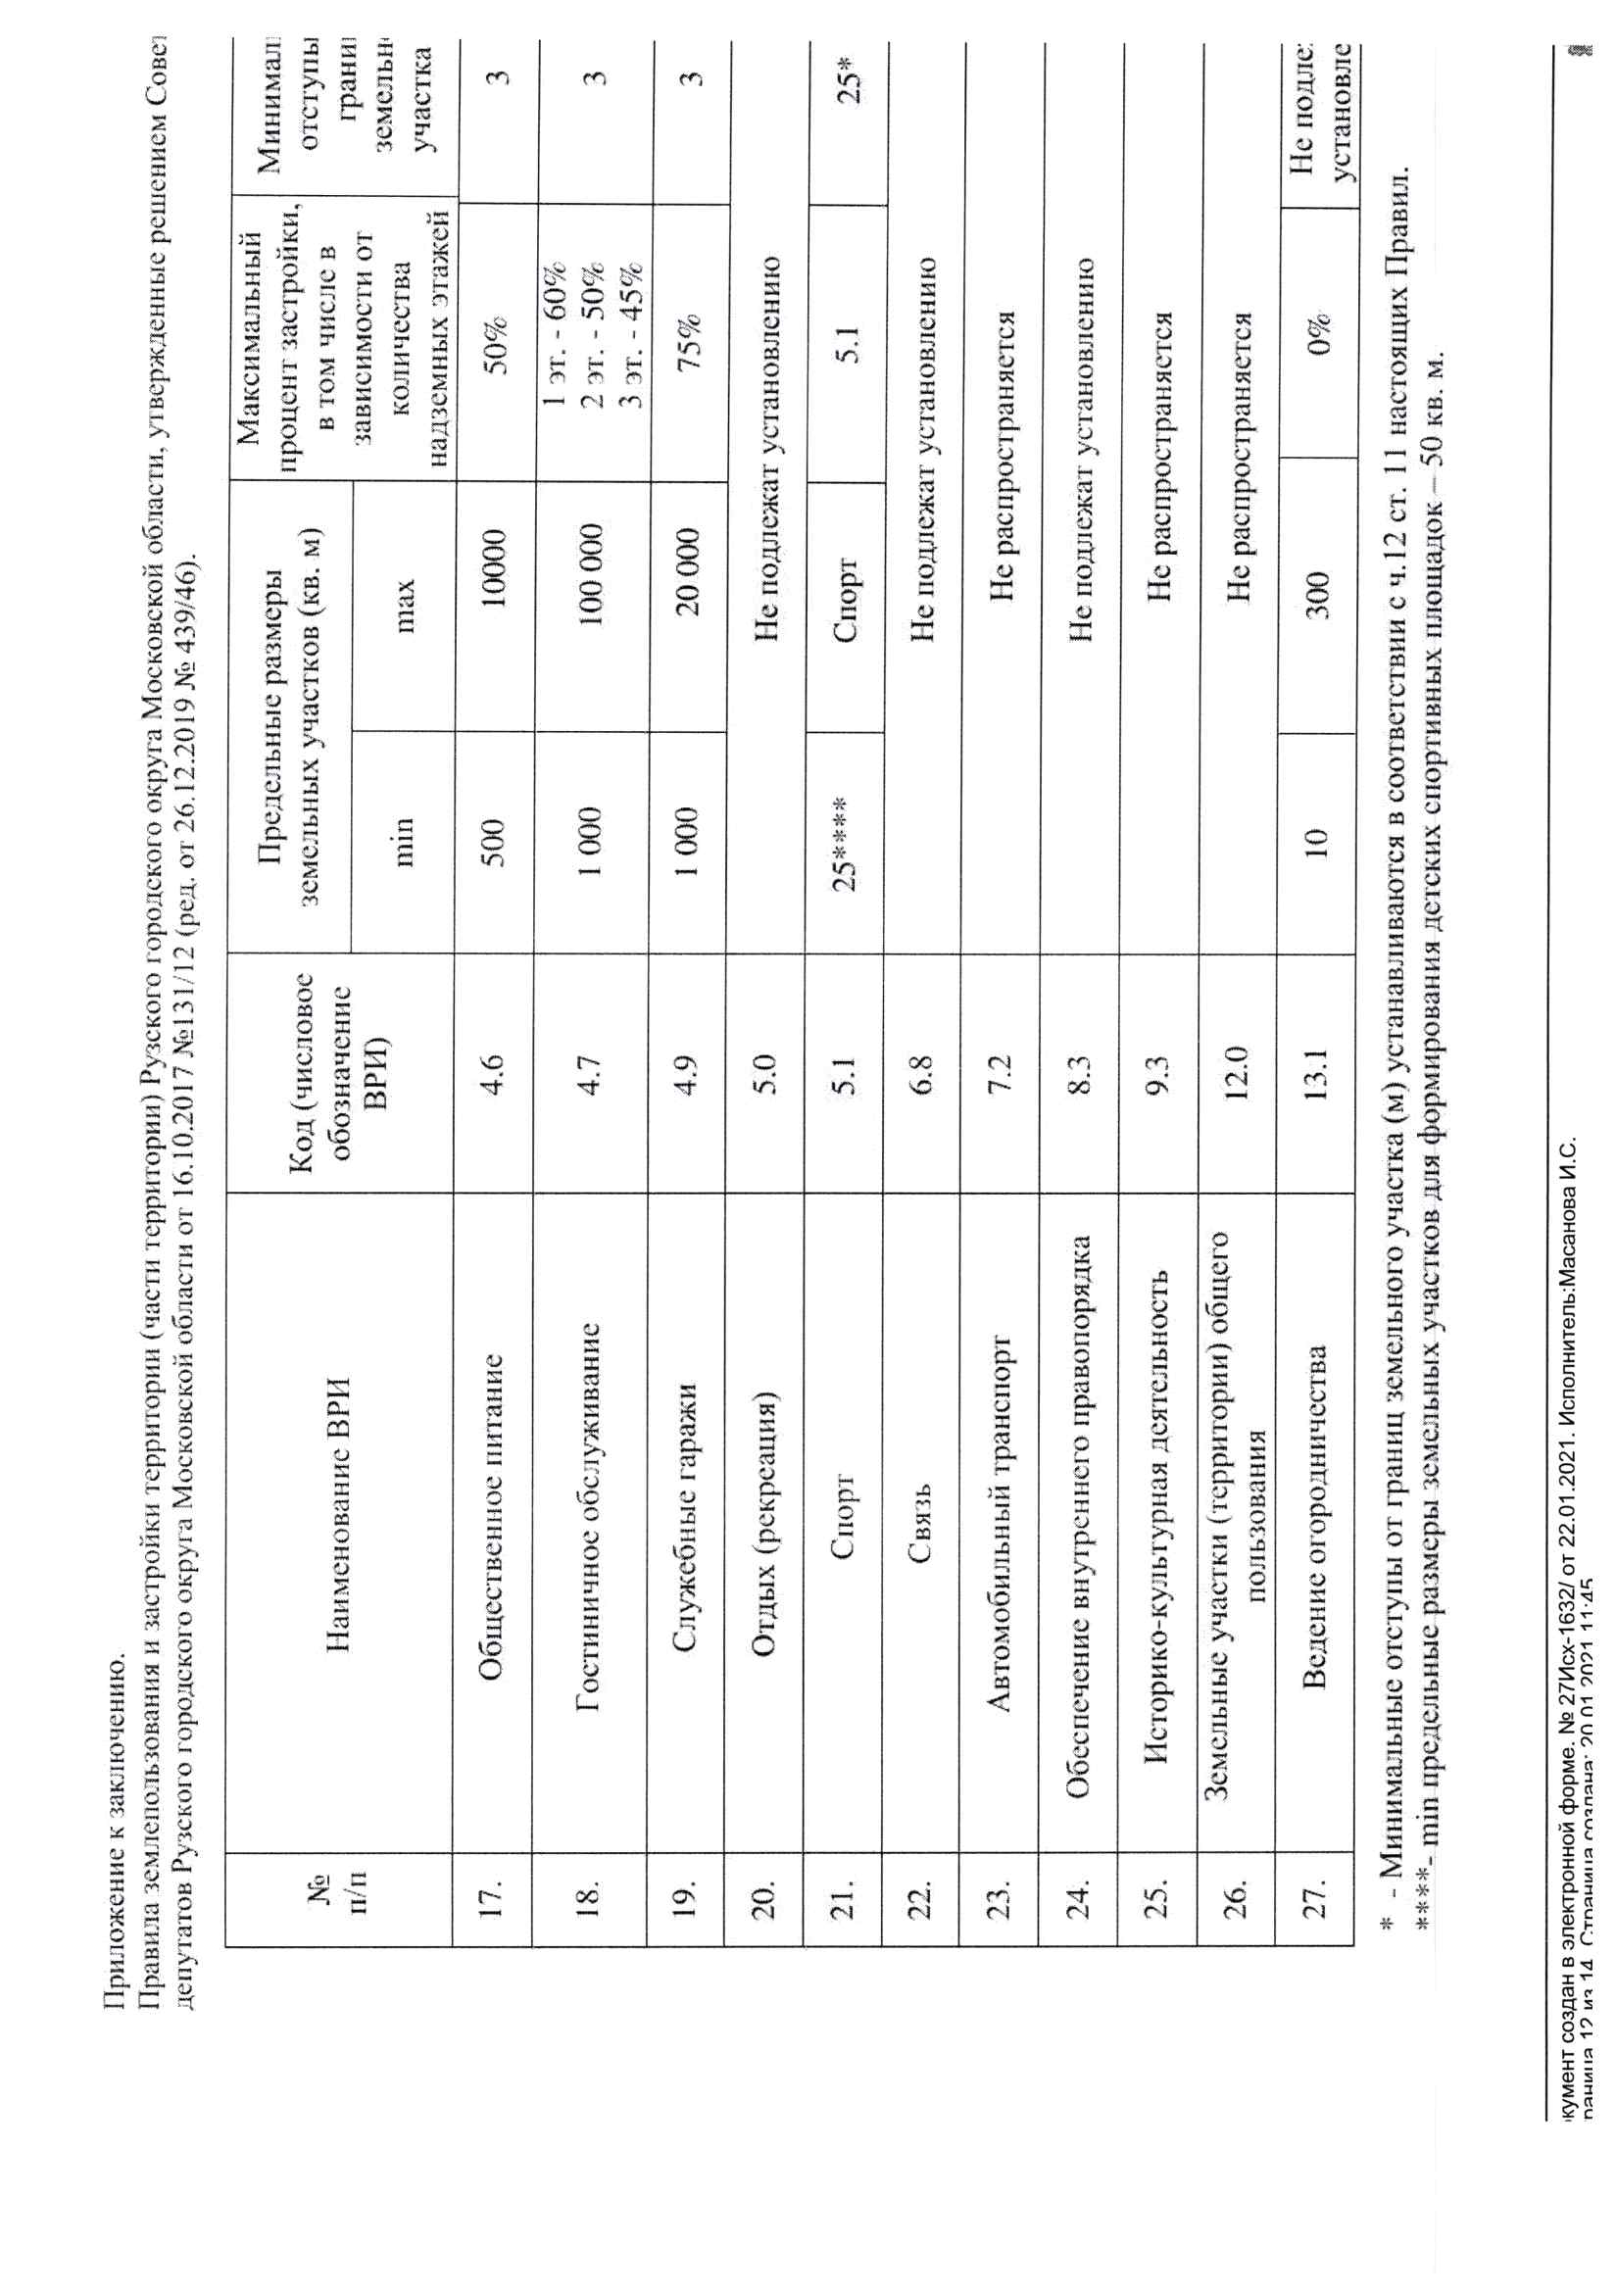 Приложение к заключению.
Правила землепользования и застройки территории (части территории) Рузского городского округа Московской области, утвержденные решением Совет
депутатов Рузского городского округа Московской области от 16.10.2017 №131/12 (ред. от 26.12.2019 № 439/46).
№ п/п
Наименование ВРИ
Код (числовое
обозначение
ВРИ)
Предельные размеры
земельных участков (кв. м)
min
max
Максимальный
процент застройки,
в том числе в
зависимости от
количества
надземных этажей
Минимал
отступы
грани
земельн
участка
17. Общественное питание 4.6 500 10000 50% 3
18. Гостиничное обслуживание 4.7 1 000 100 000
1 эт. - 60%
2 эт. - 50%
3 эт. - 45%
3
19. Служебные гаражи 4.9 1 000 20 000 75% 3
20. Отдых (рекреация) 5.0 Не подлежат установлению
21. Спорт 5.1 25**** Спорт 5.1 25*
22. Связь 6.8 Не подлежат установлению
23. Автомобильный транспорт 7.2 Не распространяется
24. Обеспечение внутреннего правопорядка 8.3 Не подлежат установлению
25. Историко-культурная деятельность 9.3 Не распространяется
26. Земельные участки (территории) общего
пользования
12.0 Не распространяется
27. Ведение огородничества 13.1 10 300 0%
Не подле
установле
* - Минимальные отступы от границ земельного участка (м) устанавливаются в соответствии с ч.12 ст. 11 настоящих Правил.
****- min предельные размеры земельных участков для формирования детских спортивных площадок – 50 кв. м.
кумент создан в электронной форме. № 27Исх-1632/ от 22.01.2021. Исполнитель:Масанова И.С.
раница 12 из 14. Страница создана: 20.01.2021 11:45